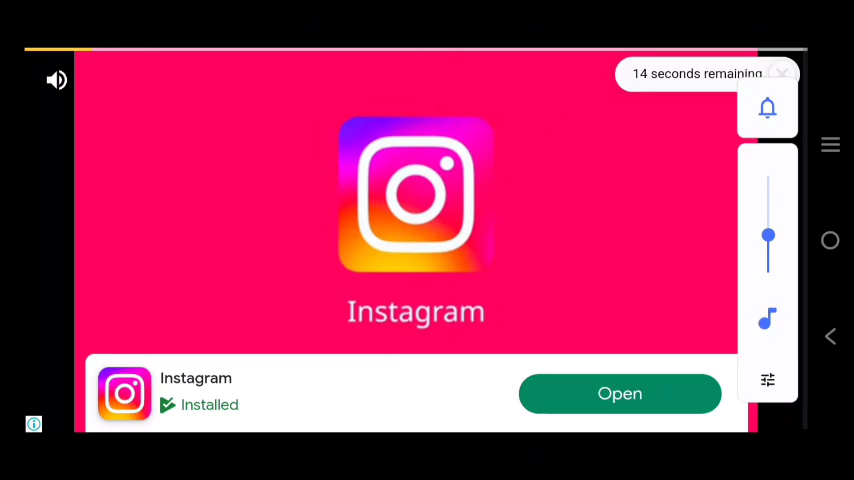 14 seconds remaining
Instagram
Instagram
Installed
Open